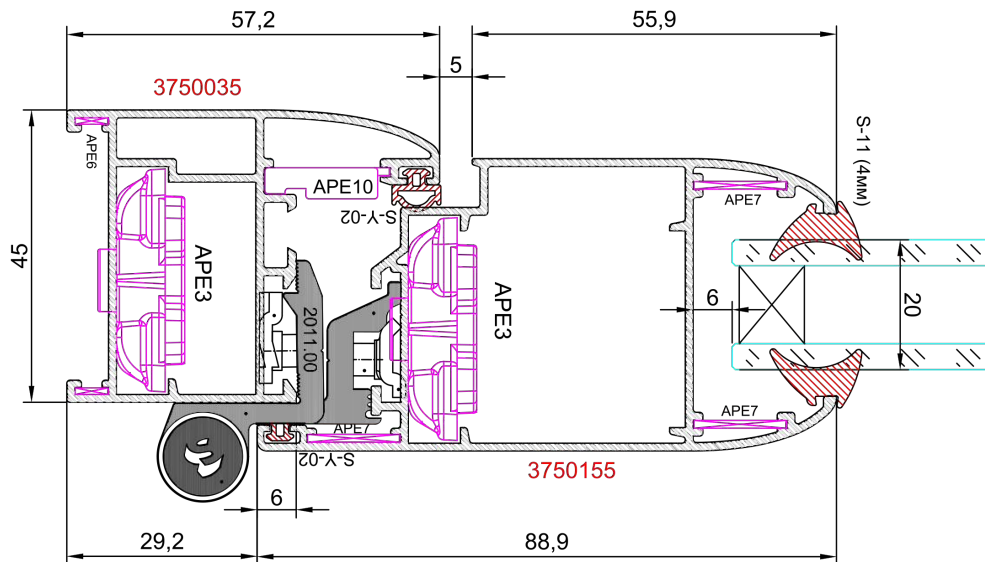 57,2
55,9
5
3750035
S-11 (4мм)
APE6
APE10
APE7
S-Y-02
45
APE3
APE3
6
20
2011.00
APE7
APE7
S-Y-02
3750155
6
29,2
88,9